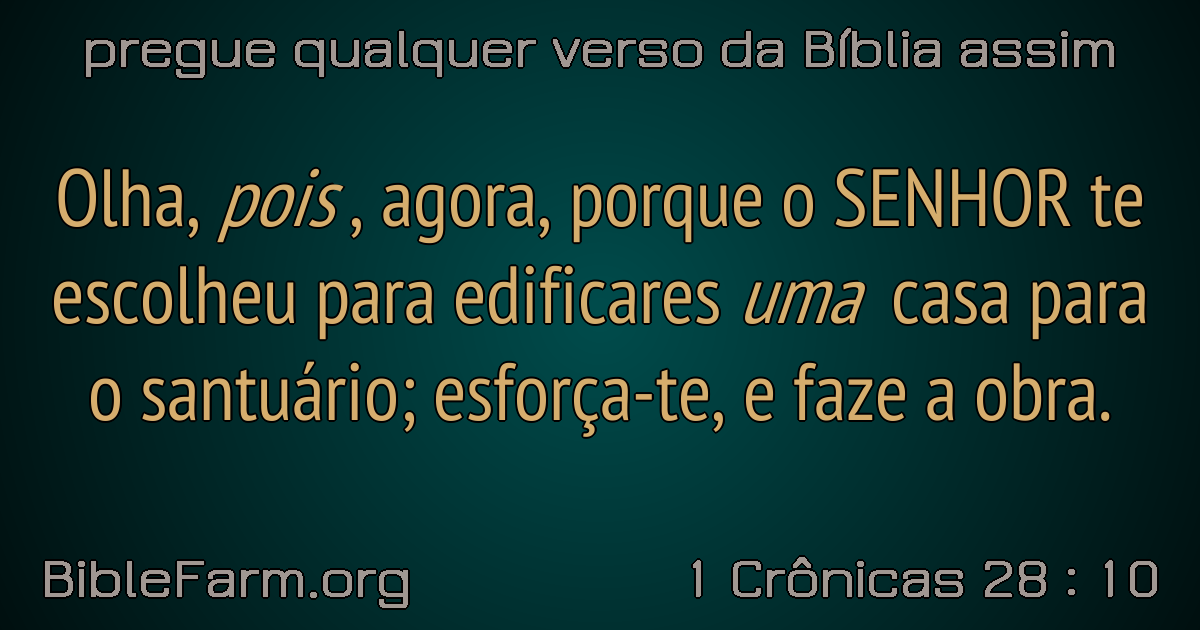 pregue qualquer verso da Bíblia assim
Olha, pois , agora, porque o SENHOR te
escolheu para edificares uma casa para
o santuário; esforça-te, e faze a obra.
BibleFarm.org
1 Crônicas 28 : 10